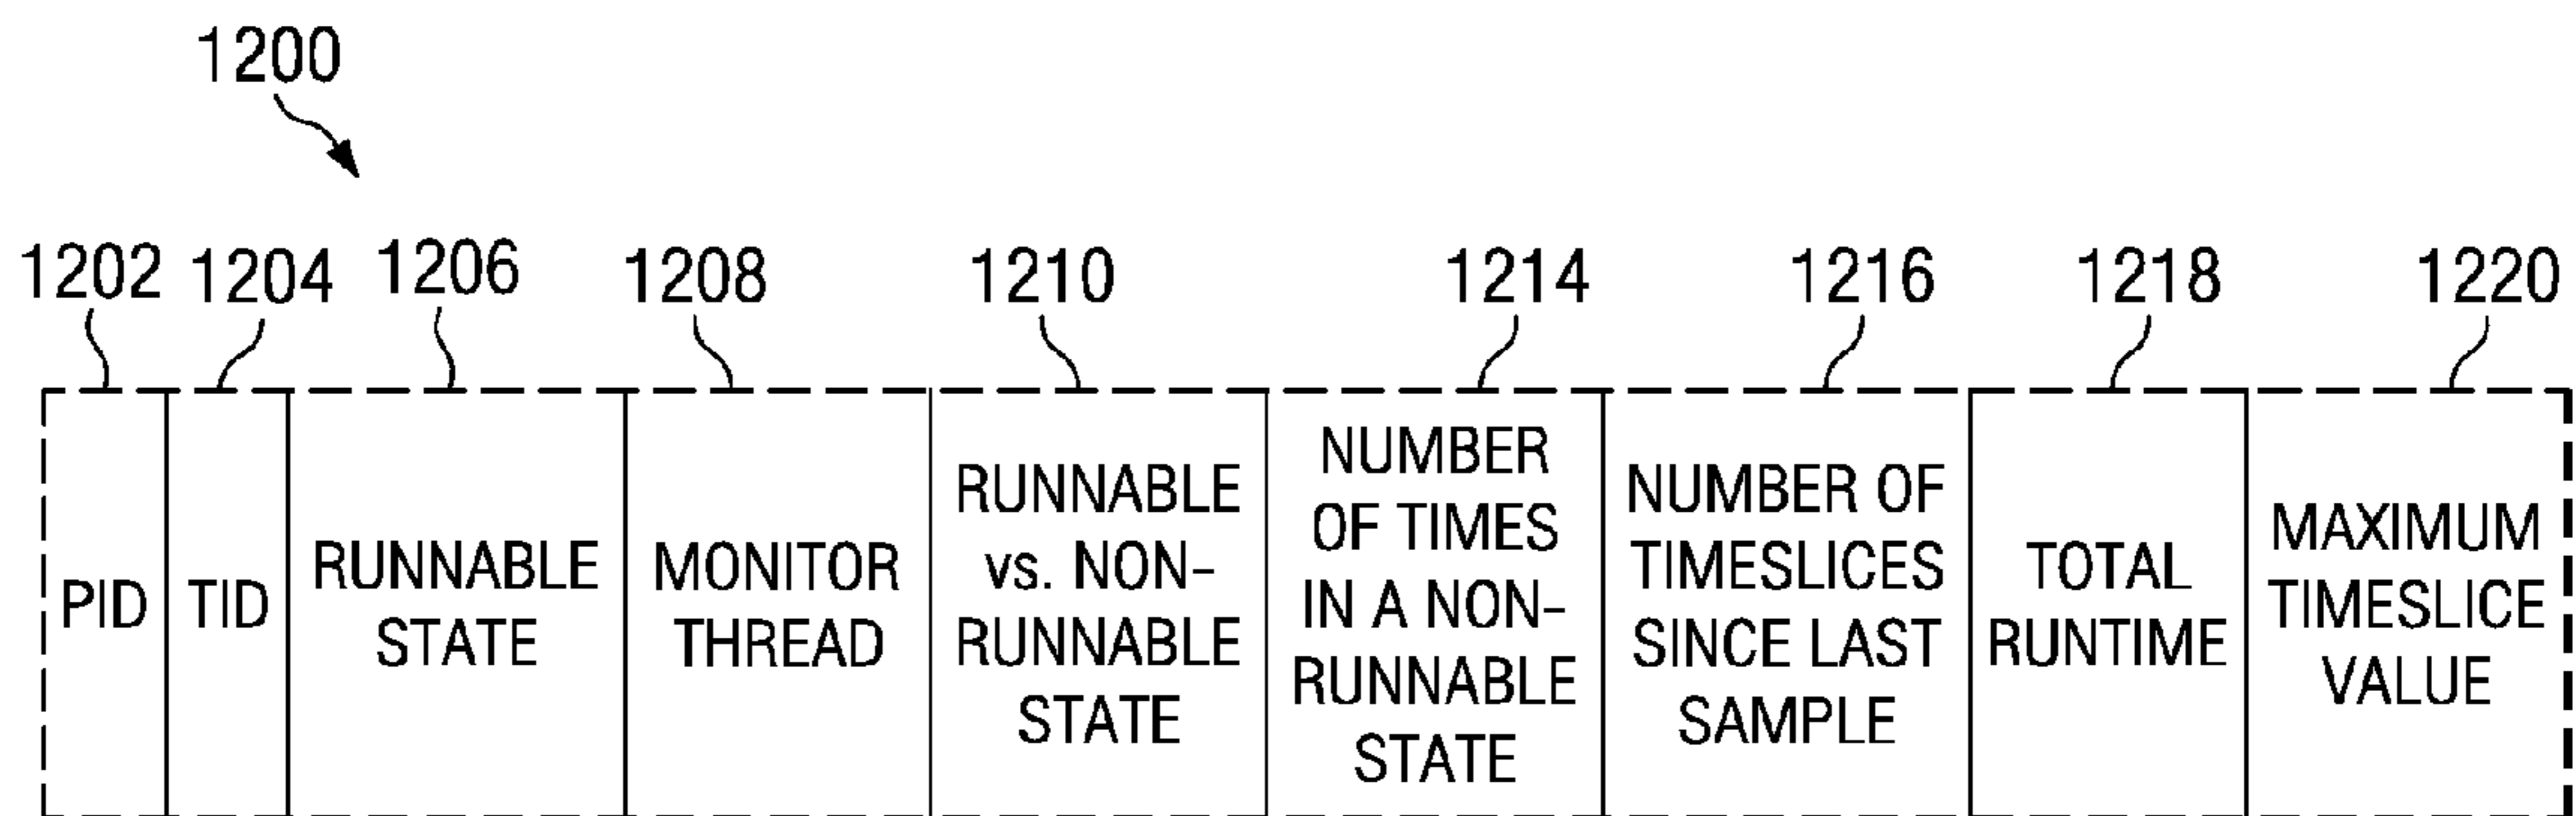 1200
1202 1204 1206 1208 1210 1214 1216 1218 1220
PID
TID
RUNNABLE
STATE
MONITOR
THREAD
RUNNABLE
vs. NON-
RUNNABLE
STATE
NUMBER
OF TIMES
IN A NON-
RUNNABLE
STATE
NUMBER OF
TIMESLICES
SINCE LAST
SAMPLE
TOTAL
RUNTIME
MAXIMUM
TIMESLICE
VALUE